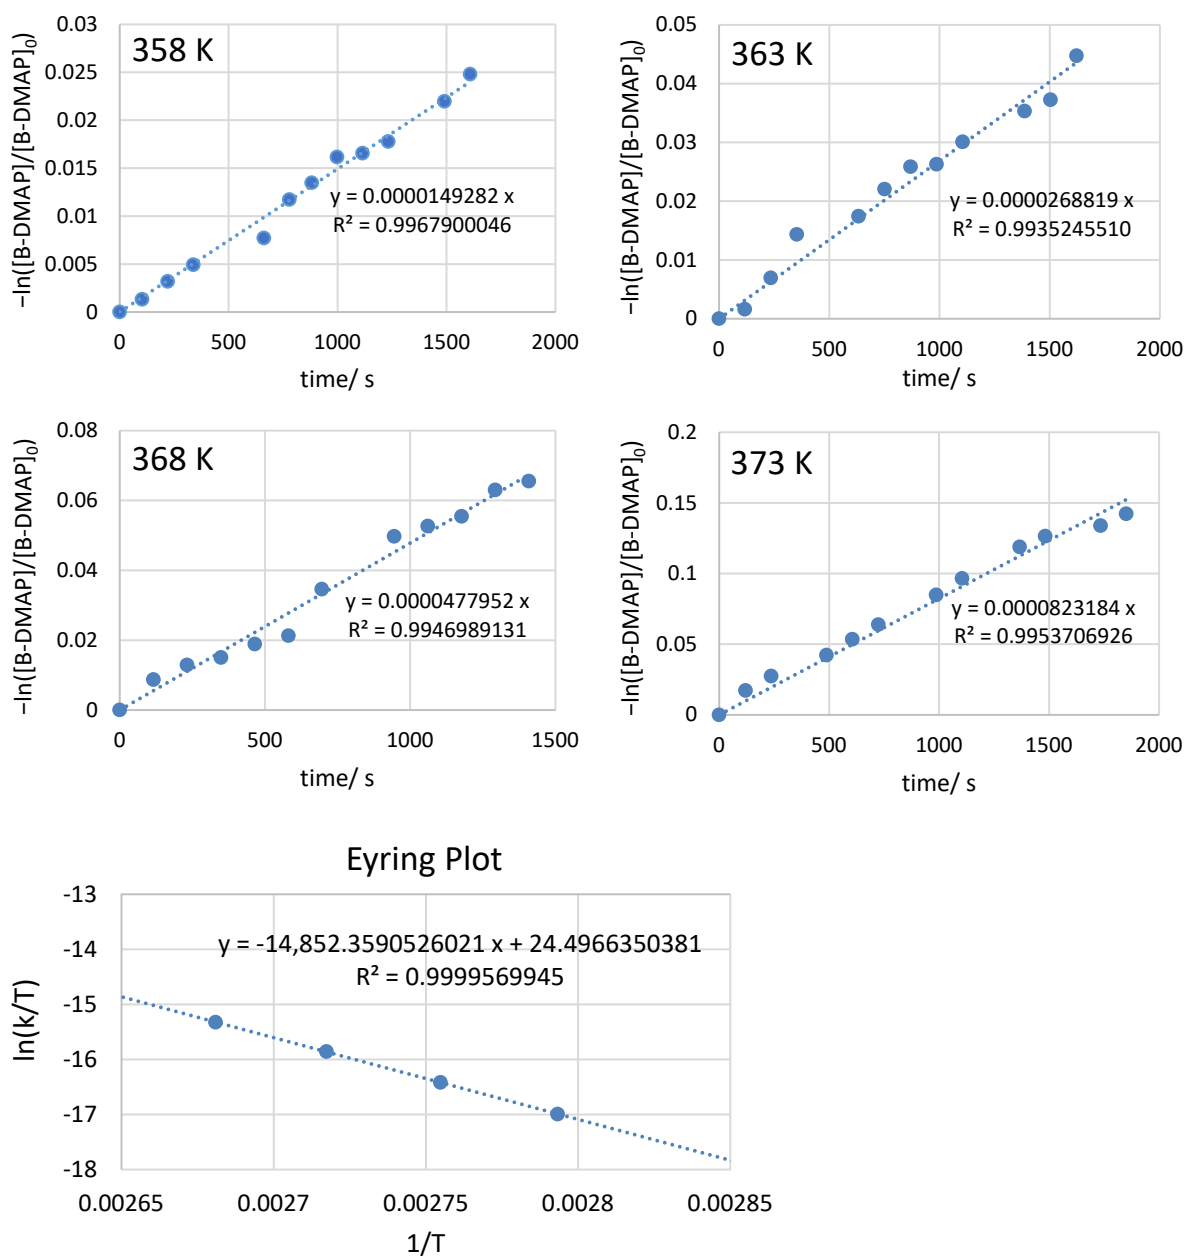 358 K
−ln([B-DMAP]/[B-DMAP]₀)
0.03
0.025
0.02
0.015
0.01
0.005
0
y = 0.0000149282 x
R² = 0.9967900046
0 500 1000 1500 2000
time/ s
363 K
−ln([B-DMAP]/[B-DMAP]₀)
0.05
0.04
0.03
0.02
0.01
0
y = 0.0000268819 x
R² = 0.9935245510
0 500 1000 1500 2000
time/ s
368 K
−ln([B-DMAP]/[B-DMAP]₀)
0.08
0.06
0.04
0.02
0
y = 0.0000477952 x
R² = 0.9946989131
0 500 1000 1500
time/ s
373 K
−ln([B-DMAP]/[B-DMAP]₀)
0.2
0.15
0.1
0.05
0
y = 0.0000823184 x
R² = 0.9953706926
0 500 1000 1500 2000
time/ s
Eyring Plot
ln(k/T)
-13
-14
-15
-16
-17
-18
y = -14,852.3590526021 x + 24.4966350381
R² = 0.9999569945
0.00265 0.0027 0.00275 0.0028 0.00285
1/T